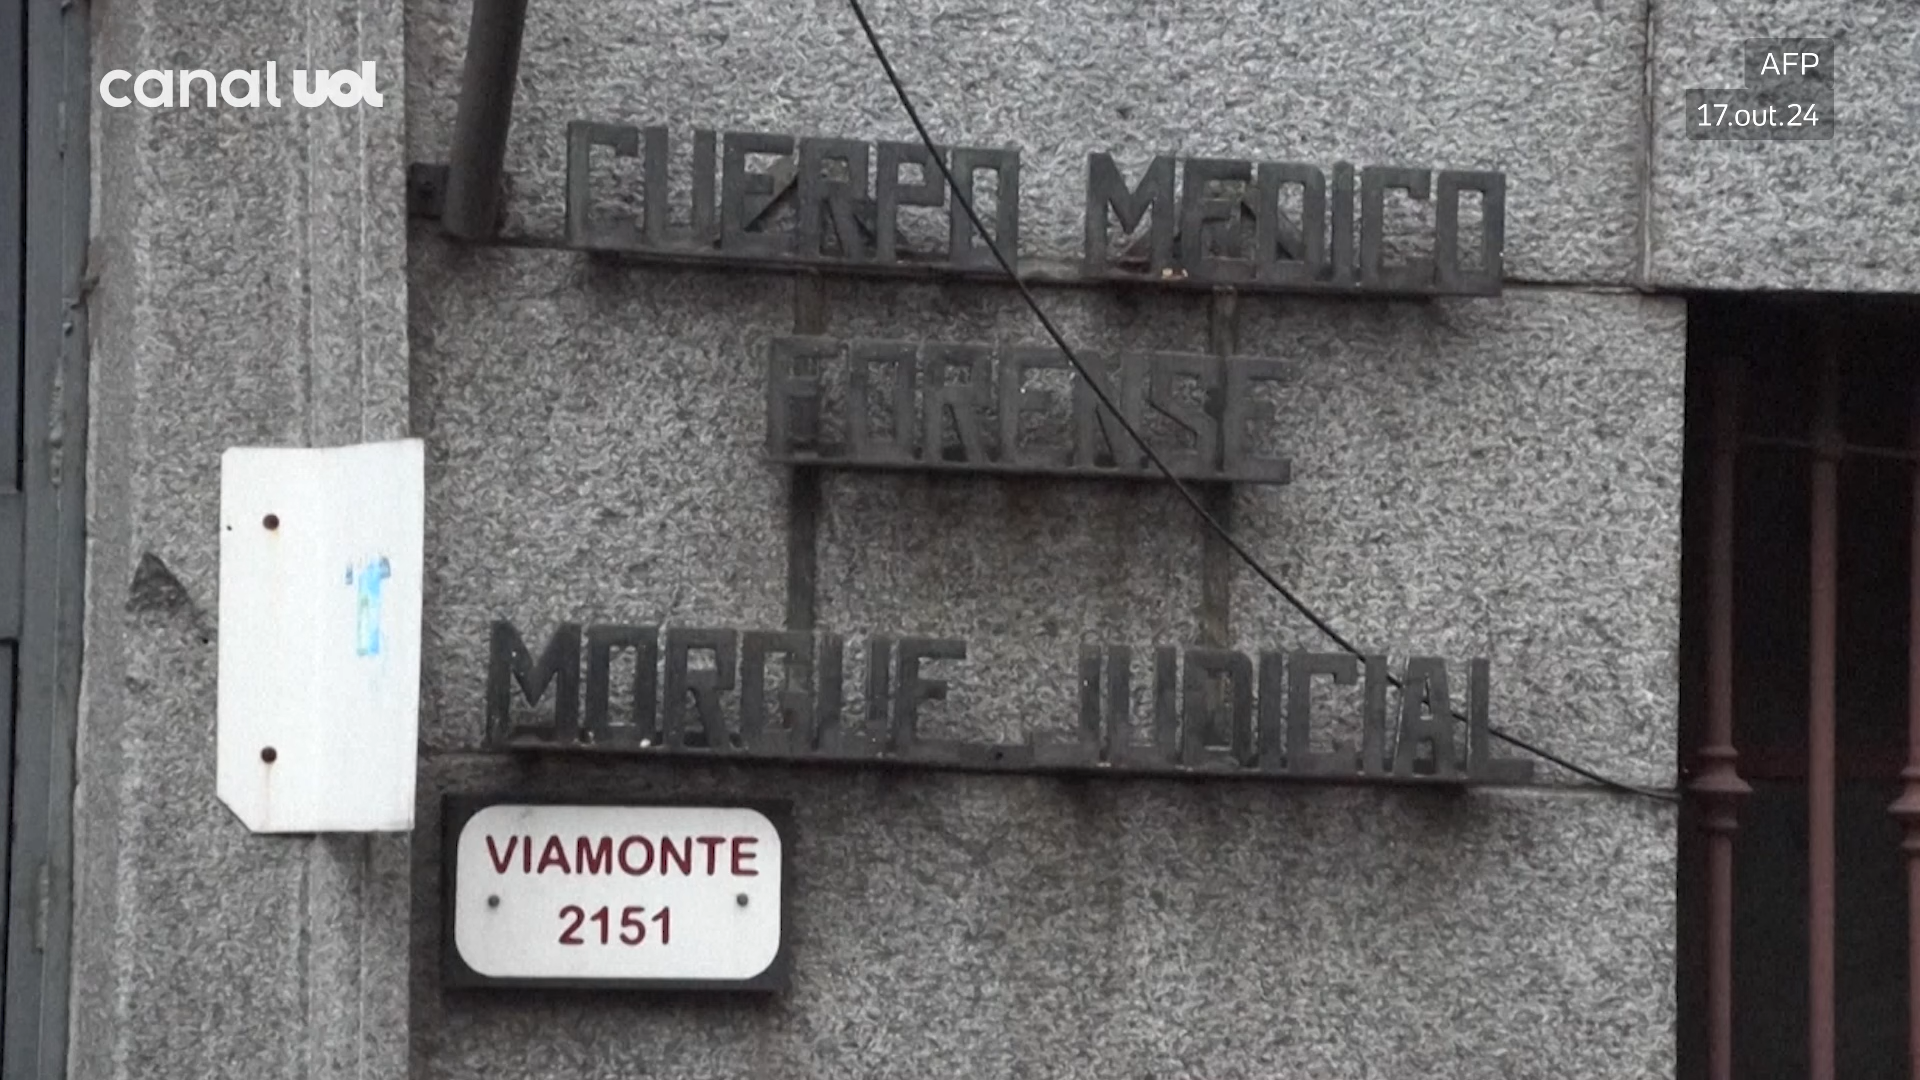 canal uol
AFP
17.out.24
CUERPO MEDICO
FORENSE
MORGUE JUDICIAL
VIAMONTE
2151